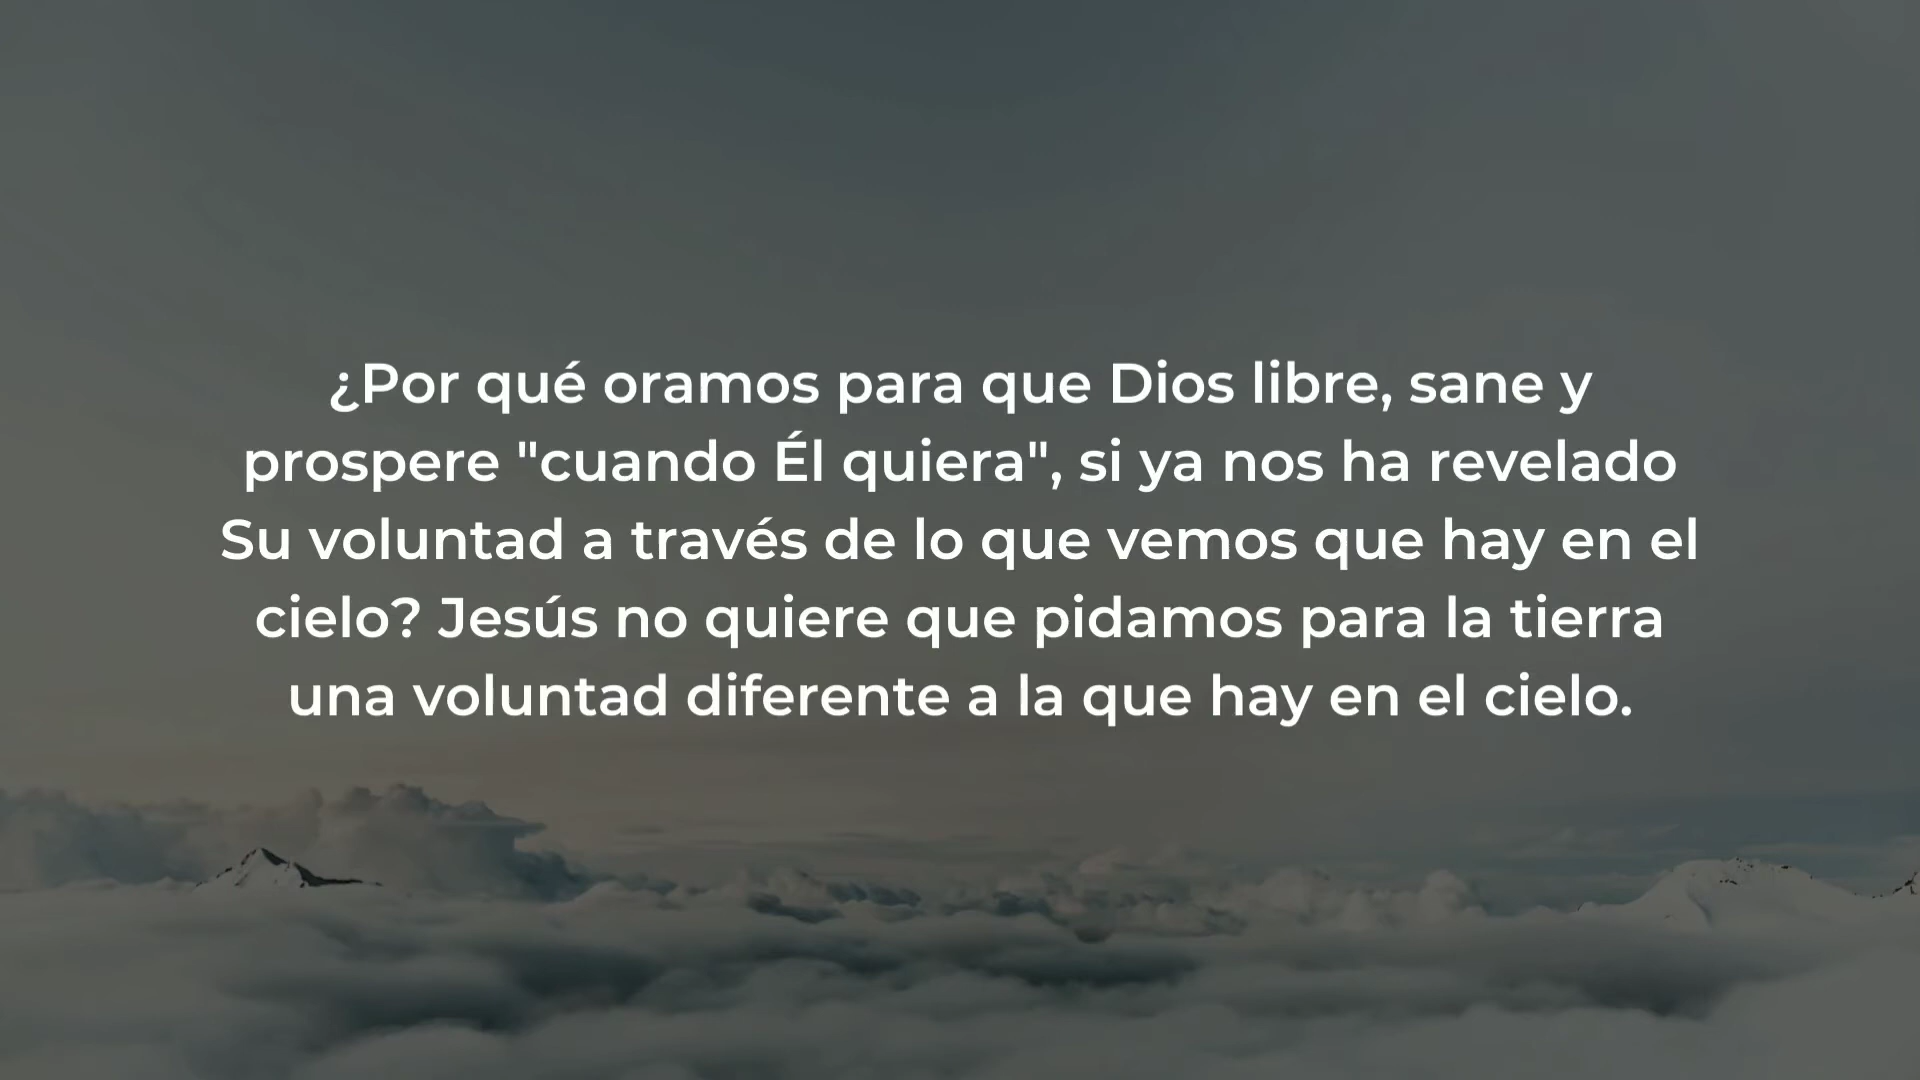 ¿Por qué oramos para que Dios libre, sane y
prospere "cuando Él quiera", si ya nos ha revelado
Su voluntad a través de lo que vemos que hay en el
cielo? Jesús no quiere que pidamos para la tierra
una voluntad diferente a la que hay en el cielo.